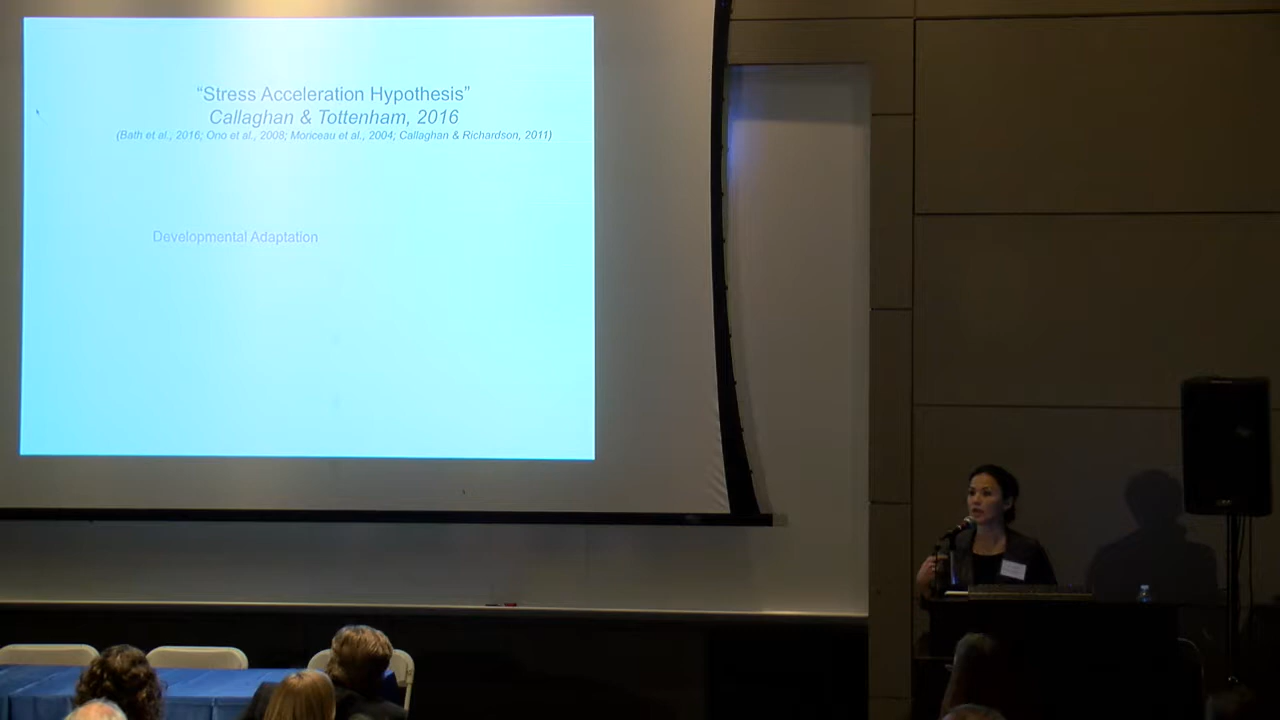 “Stress Acceleration Hypothesis”
Callaghan & Tottenham, 2016
(Bath et al., 2016; Ono et al., 2008; Moriceau et al., 2004; Callaghan & Richardson, 2011)
Developmental Adaptation